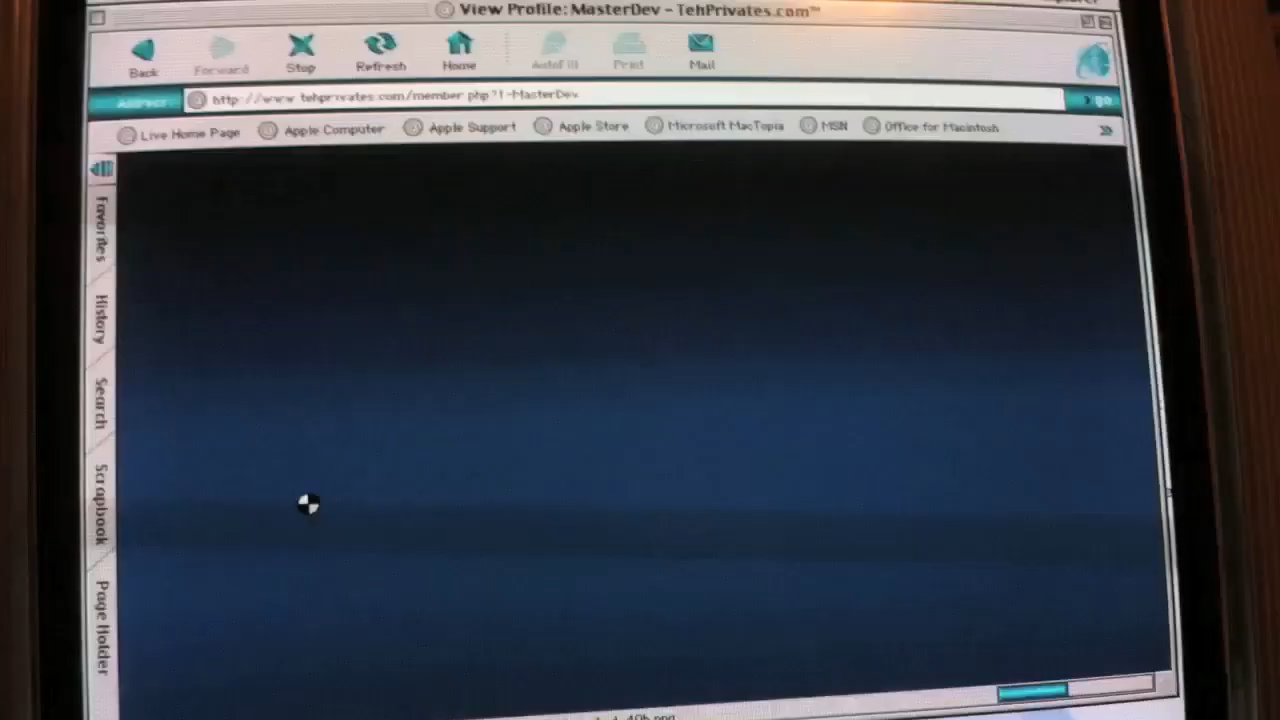 View Profile: MasterDev - TehPrivates.com™
Back
Forward
Stop
Refresh
Home
AutoFill
Print
Mail
Address
http://www.tehprivates.com/member.php?1-MasterDev
go
Live Home Page
Apple Computer
Apple Support
Apple Store
Microsoft MacTopia
MSN
Office for Macintosh
Favorites
History
Search
Scrapbook
Page Holder